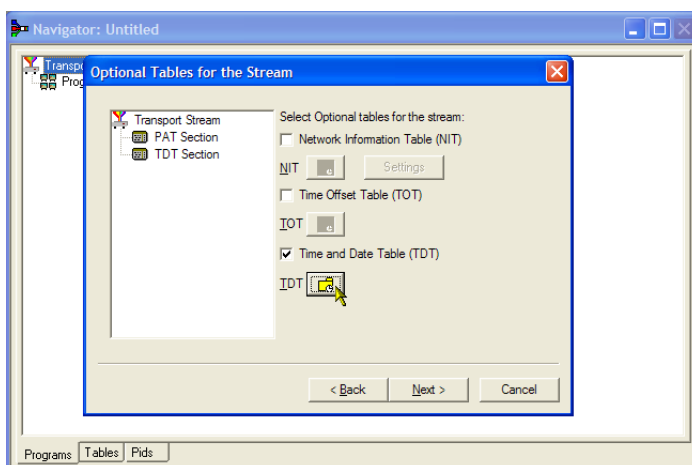 Navigator: Untitled
Transpo
Prog
Optional Tables for the Stream
Transport Stream
PAT Section
TDT Section
Select Optional tables for the stream:
Network Information Table (NIT)
NIT
Settings
Time Offset Table (TOT)
TOT
Time and Date Table (TDT)
TDT
< Back
Next >
Cancel
Programs
Tables
Pids